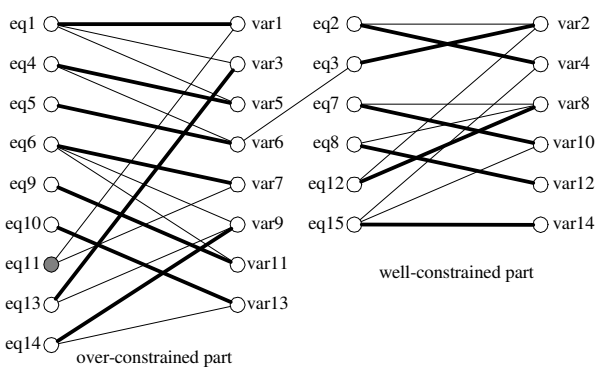 eq1 var1 eq2 var2
eq4 var3 eq3 var4
eq5 var5 eq7 var8
eq6 var6 eq8 var10
eq9 var7 eq12 var12
eq10 var9 eq15 var14
eq11 var11
well-constrained part
eq13 var13
eq14
over-constrained part